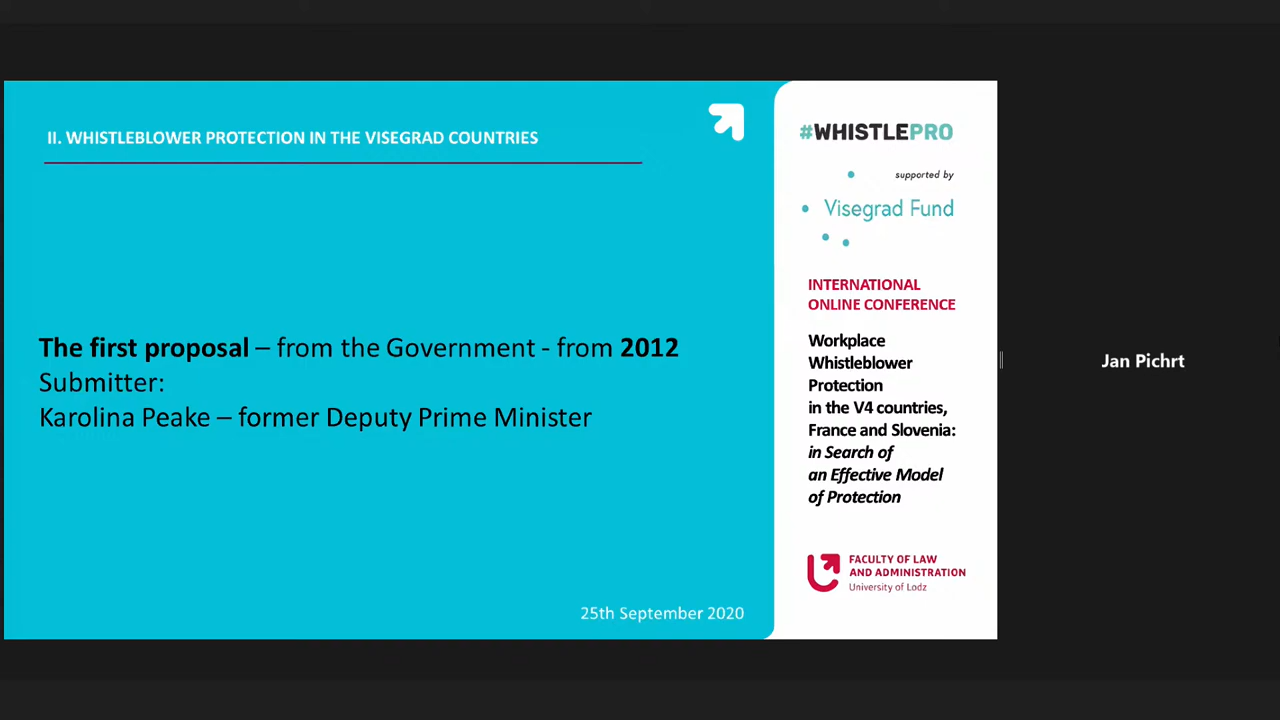 II. WHISTLEBLOWER PROTECTION IN THE VISEGRAD COUNTRIES
The first proposal – from the Government - from 2012
Submitter:
Karolina Peake – former Deputy Prime Minister
25th September 2020
#WHISTLEPRO
supported by
Visegrad Fund
INTERNATIONAL
ONLINE CONFERENCE
Workplace
Whistleblower
Protection
in the V4 countries,
France and Slovenia:
in Search of
an Effective Model
of Protection
FACULTY OF LAW
AND ADMINISTRATION
University of Lodz
Jan Pichrt